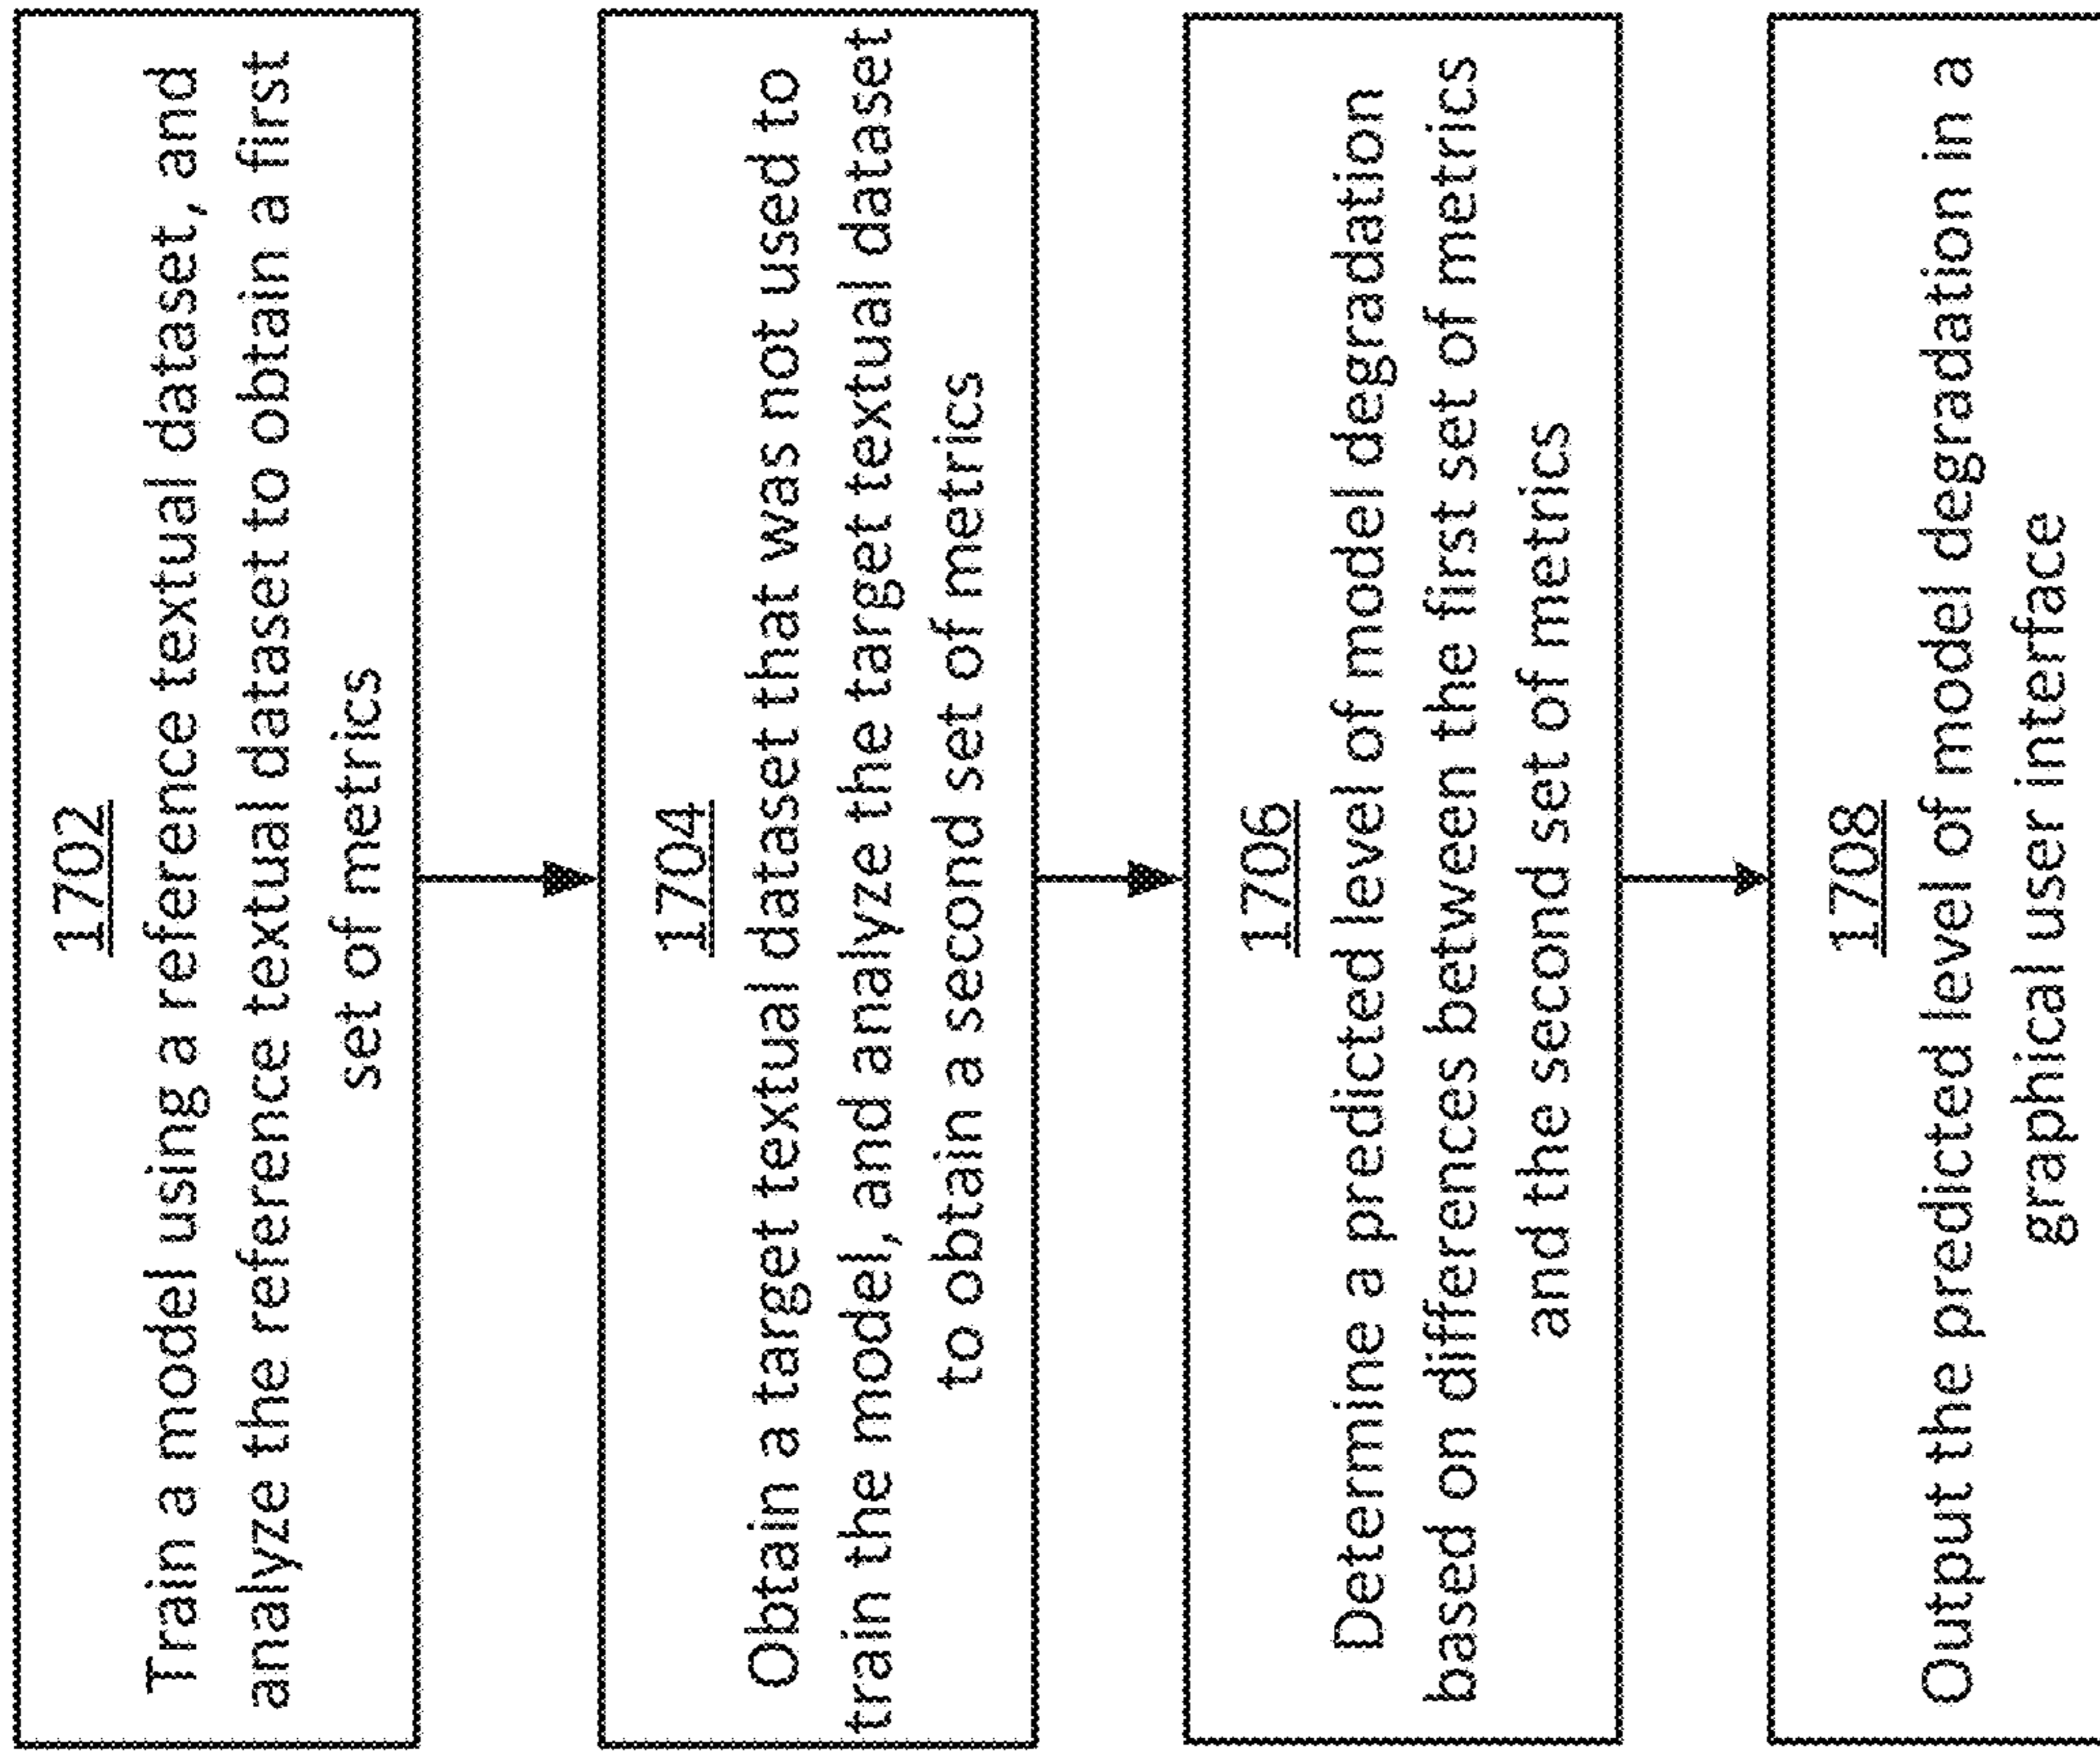 1702
Train a model using a reference textual dataset, and
analyze the reference textual dataset to obtain a first
set of metrics
1704
Obtain a target textual dataset that was not used to
train the model, and analyze the target textual dataset
to obtain a second set of metrics
1706
Determine a predicted level of model degradation
based on differences between the first set of metrics
and the second set of metrics
1708
Output the predicted level of model degradation in a
graphical user interface